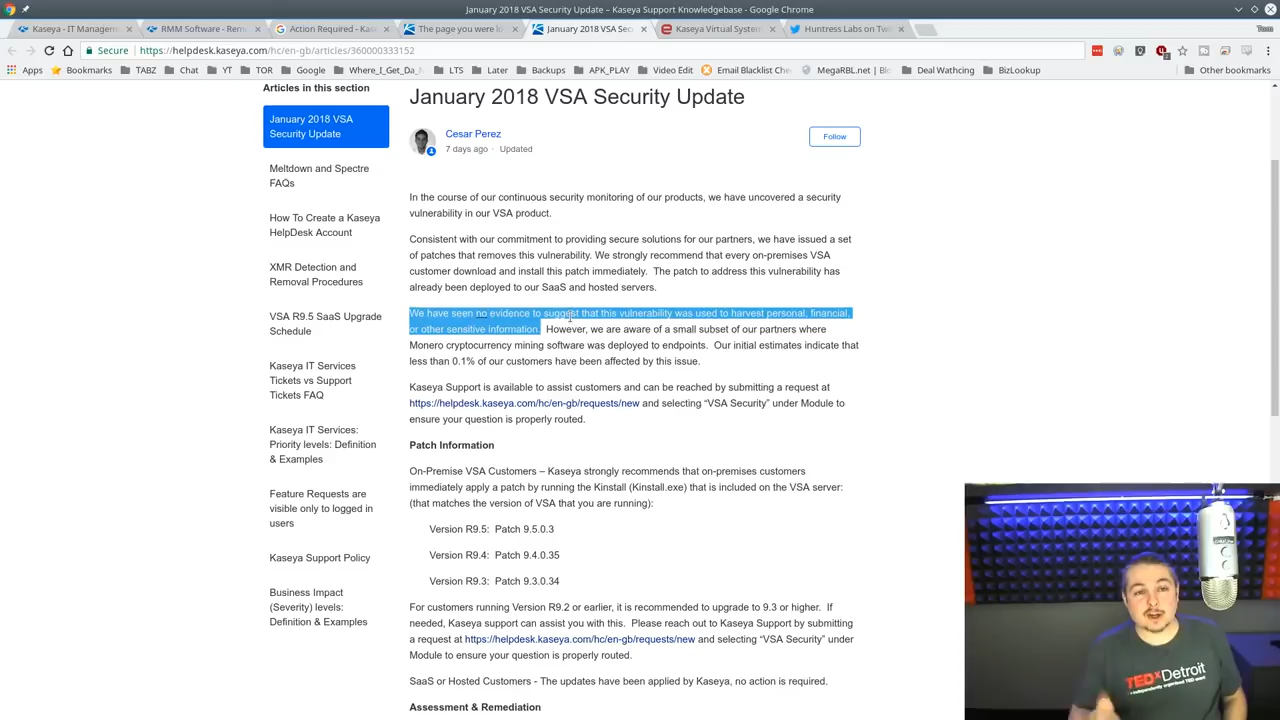 January 2018 VSA Security Update – Kaseya Support Knowledgebase - Google Chrome
Kaseya - IT Managem
RMM Software - Remo
Action Required - Kase
The page you were lo
January 2018 VSA Sec
Kaseya Virtual System
Huntress Labs on Twi
Tom
Secure
https://helpdesk.kaseya.com/hc/en-gb/articles/360000333152
Apps
Bookmarks
TABZ
Chat
YT
TOR
Google
Where_I_Get_Da_M
LTS
Later
Backups
APK_PLAY
Video Edit
Email Blacklist Che
MegaRBL.net | Blo
Deal Wathcing
BizLookup
Other bookmarks
Articles in this section
January 2018 VSA
Security Update
Meltdown and Spectre
FAQs
How To Create a Kaseya
HelpDesk Account
XMR Detection and
Removal Procedures
VSA R9.5 SaaS Upgrade
Schedule
Kaseya IT Services
Tickets vs Support
Tickets FAQ
Kaseya IT Services:
Priority levels: Definition
& Examples
Feature Requests are
visible only to logged in
users
Kaseya Support Policy
Business Impact
(Severity) levels:
Definition & Examples
January 2018 VSA Security Update
Cesar Perez
7 days ago · Updated
Follow
In the course of our continuous security monitoring of our products, we have uncovered a security
vulnerability in our VSA product.
Consistent with our commitment to providing secure solutions for our partners, we have issued a set
of patches that removes this vulnerability. We strongly recommend that every on-premises VSA
customer download and install this patch immediately. The patch to address this vulnerability has
already been deployed to our SaaS and hosted servers.
We have seen no evidence to suggest that this vulnerability was used to harvest personal, financial,
or other sensitive information. However, we are aware of a small subset of our partners where
Monero cryptocurrency mining software was deployed to endpoints. Our initial estimates indicate that
less than 0.1% of our customers have been affected by this issue.
Kaseya Support is available to assist customers and can be reached by submitting a request at
https://helpdesk.kaseya.com/hc/en-gb/requests/new and selecting “VSA Security” under Module to
ensure your question is properly routed.
Patch Information
On-Premise VSA Customers – Kaseya strongly recommends that on-premises customers
immediately apply a patch by running the Kinstall (Kinstall.exe) that is included on the VSA server:
(that matches the version of VSA that you are running):
Version R9.5: Patch 9.5.0.3
Version R9.4: Patch 9.4.0.35
Version R9.3: Patch 9.3.0.34
For customers running Version R9.2 or earlier, it is recommended to upgrade to 9.3 or higher. If
needed, Kaseya support can assist you with this. Please reach out to Kaseya Support by submitting
a request at https://helpdesk.kaseya.com/hc/en-gb/requests/new and selecting “VSA Security” under
Module to ensure your question is properly routed.
SaaS or Hosted Customers - The updates have been applied by Kaseya, no action is required.
Assessment & Remediation
TEDxDetroit